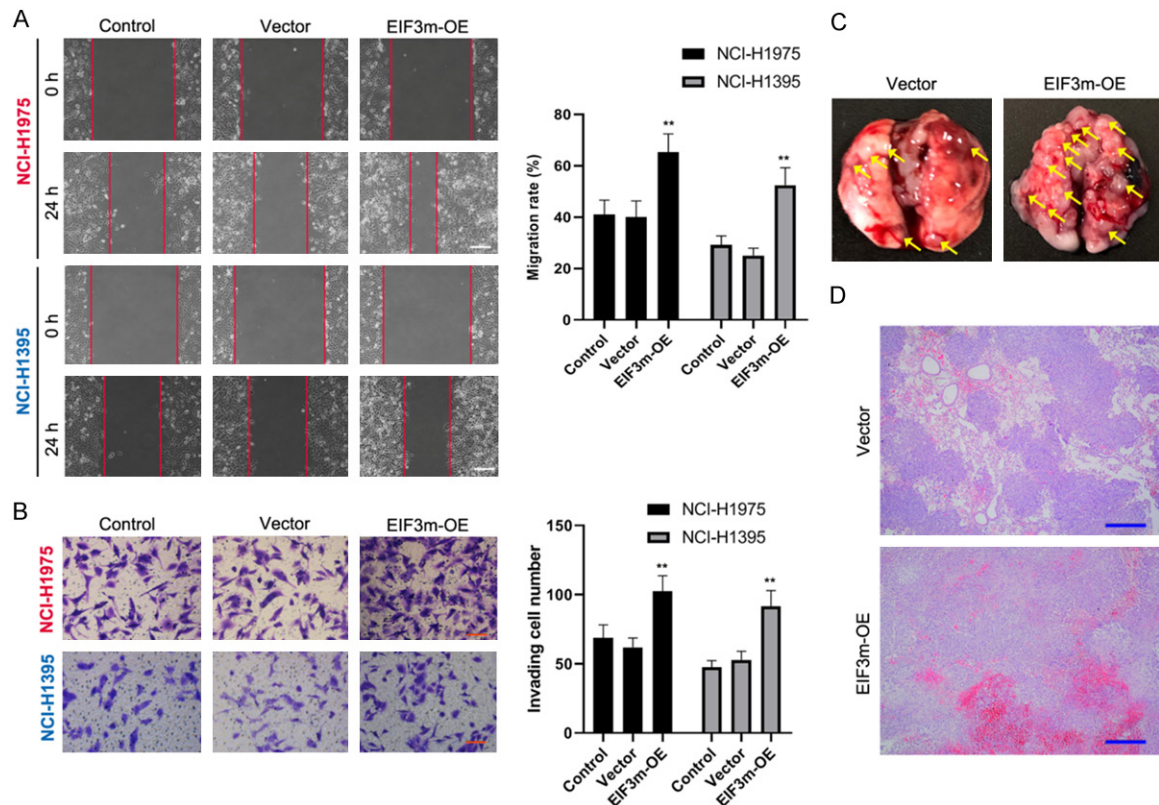 A
Control
Vector
EIF3m-OE
NCI-H1975
0 h
24 h
NCI-H1395
0 h
24 h
NCI-H1975
NCI-H1395
Migration rate (%)
80
60
40
20
0
Control
Vector
EIF3m-OE
Control
Vector
EIF3m-OE
**
**
B
Control
Vector
EIF3m-OE
NCI-H1975
NCI-H1395
NCI-H1975
NCI-H1395
Invading cell number
150
100
50
0
Control
Vector
EIF3m-OE
Control
Vector
EIF3m-OE
**
**
C
Vector
EIF3m-OE
D
Vector
EIF3m-OE